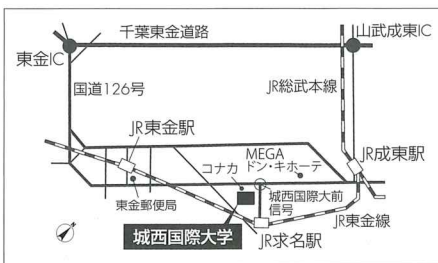 千葉東金道路
東金IC
山武成東IC
国道126号
JR総武本線
JR東金駅
JR成東駅
MEGA
ドン・キホーテ
コナカ
東金郵便局
城西国際大前
信号
JR東金線
城西国際大学
JR求名駅